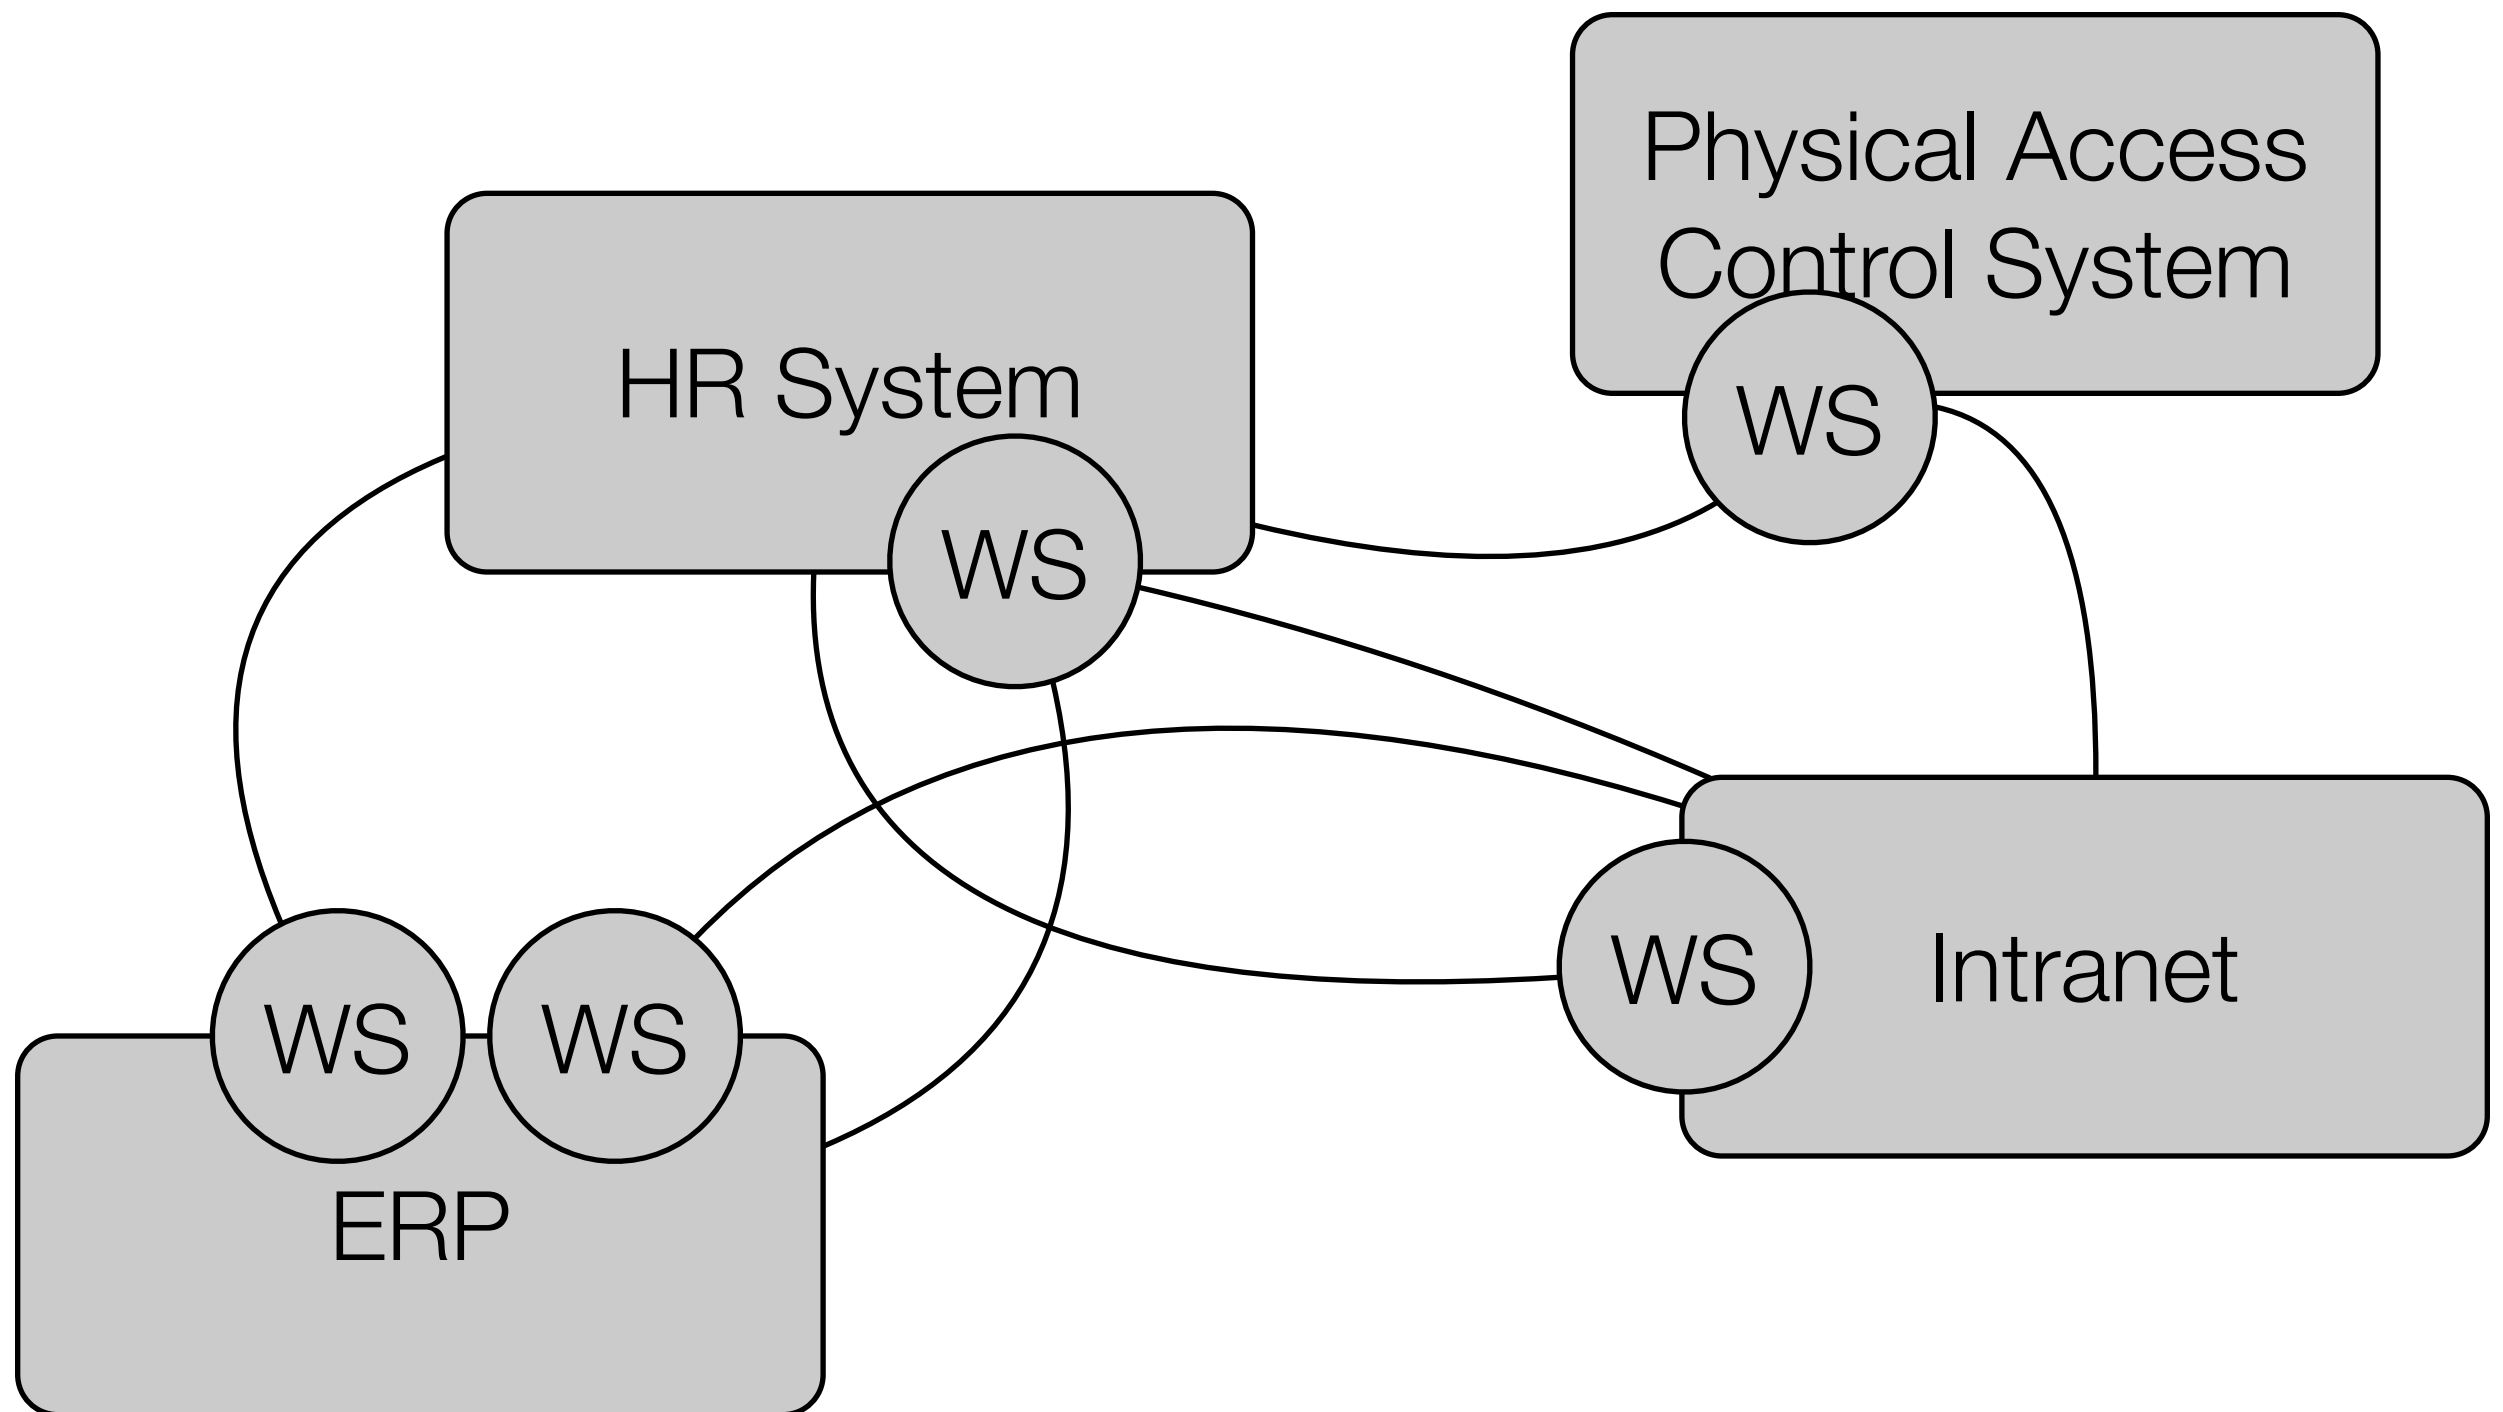 Physical Access
Control System
WS
HR System
WS
WS
Intranet
WS
WS
ERP